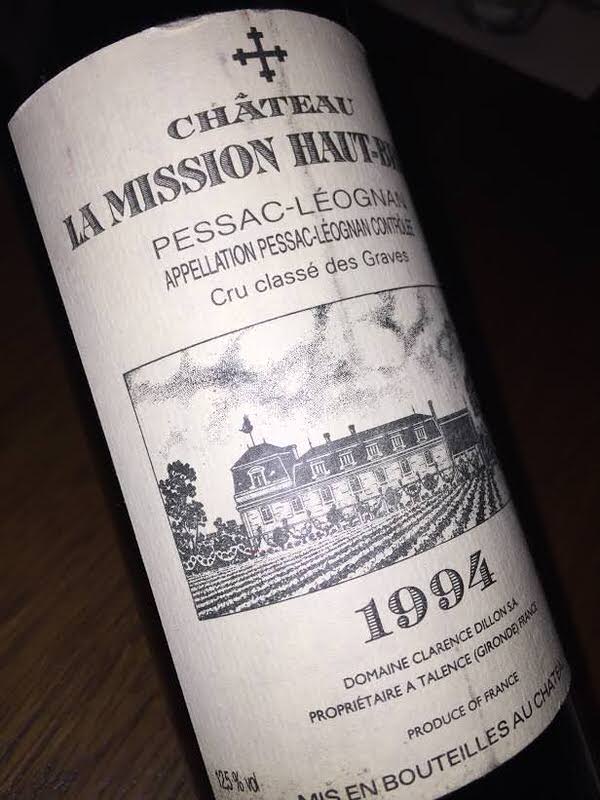 CHÂTEAU
LA MISSION HAUT-B
PESSAC-LÉOGNAN
APPELLATION PESSAC-LÉOGNAN CONTRÔLÉE
Cru classé des Graves
1994
DOMAINE CLARENCE DILLON S.A.
PROPRIÉTAIRE A TALENCE (GIRONDE) FRANCE
PRODUCE OF FRANCE
12,5 % vol
MIS EN BOUTEILLES AU CHATEA